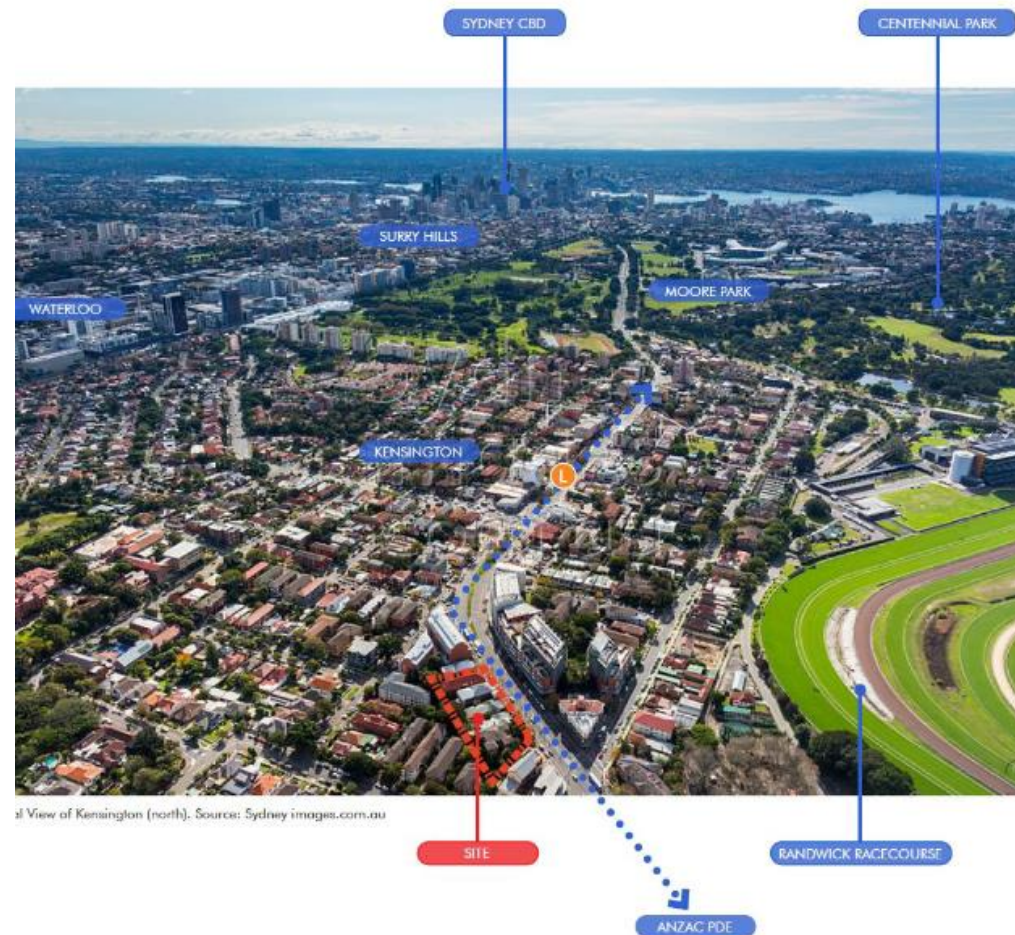 SYDNEY CBD
CENTENNIAL PARK
SURRY HILLS
MOORE PARK
WATERLOO
KENSINGTON
L
al View of Kensington (north). Source: Sydney images.com.au
SITE
RANDWICK RACECOURSE
ANZAC PDE